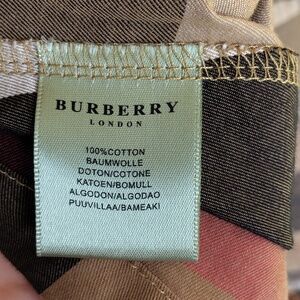 BURBERRY
LONDON
100%COTTON
BAUMWOLLE
DOTON/COTONE
KATOEN/BOMULL
ALGODON/ALGODAO
PUUVILLAA/BAMEAKI